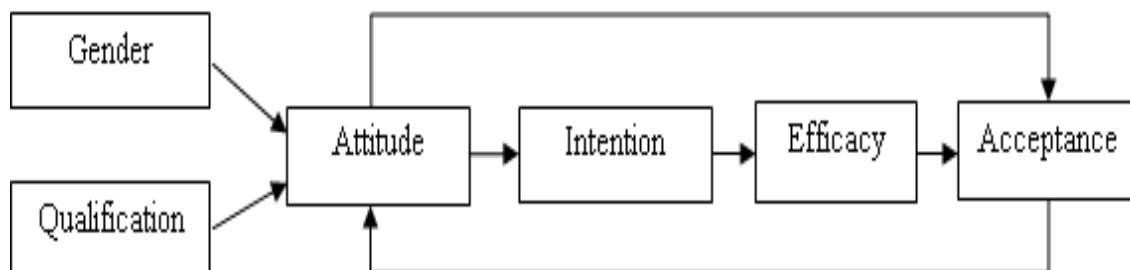 Gender
Attitude
Intention
Efficacy
Acceptance
Qualification